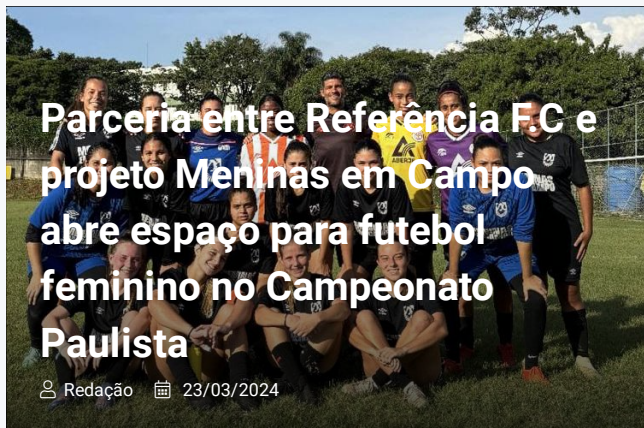 Parceria entre Referência F.C e
projeto Meninas em Campo
abre espaço para futebol
feminino no Campeonato
Paulista
Redação 23/03/2024